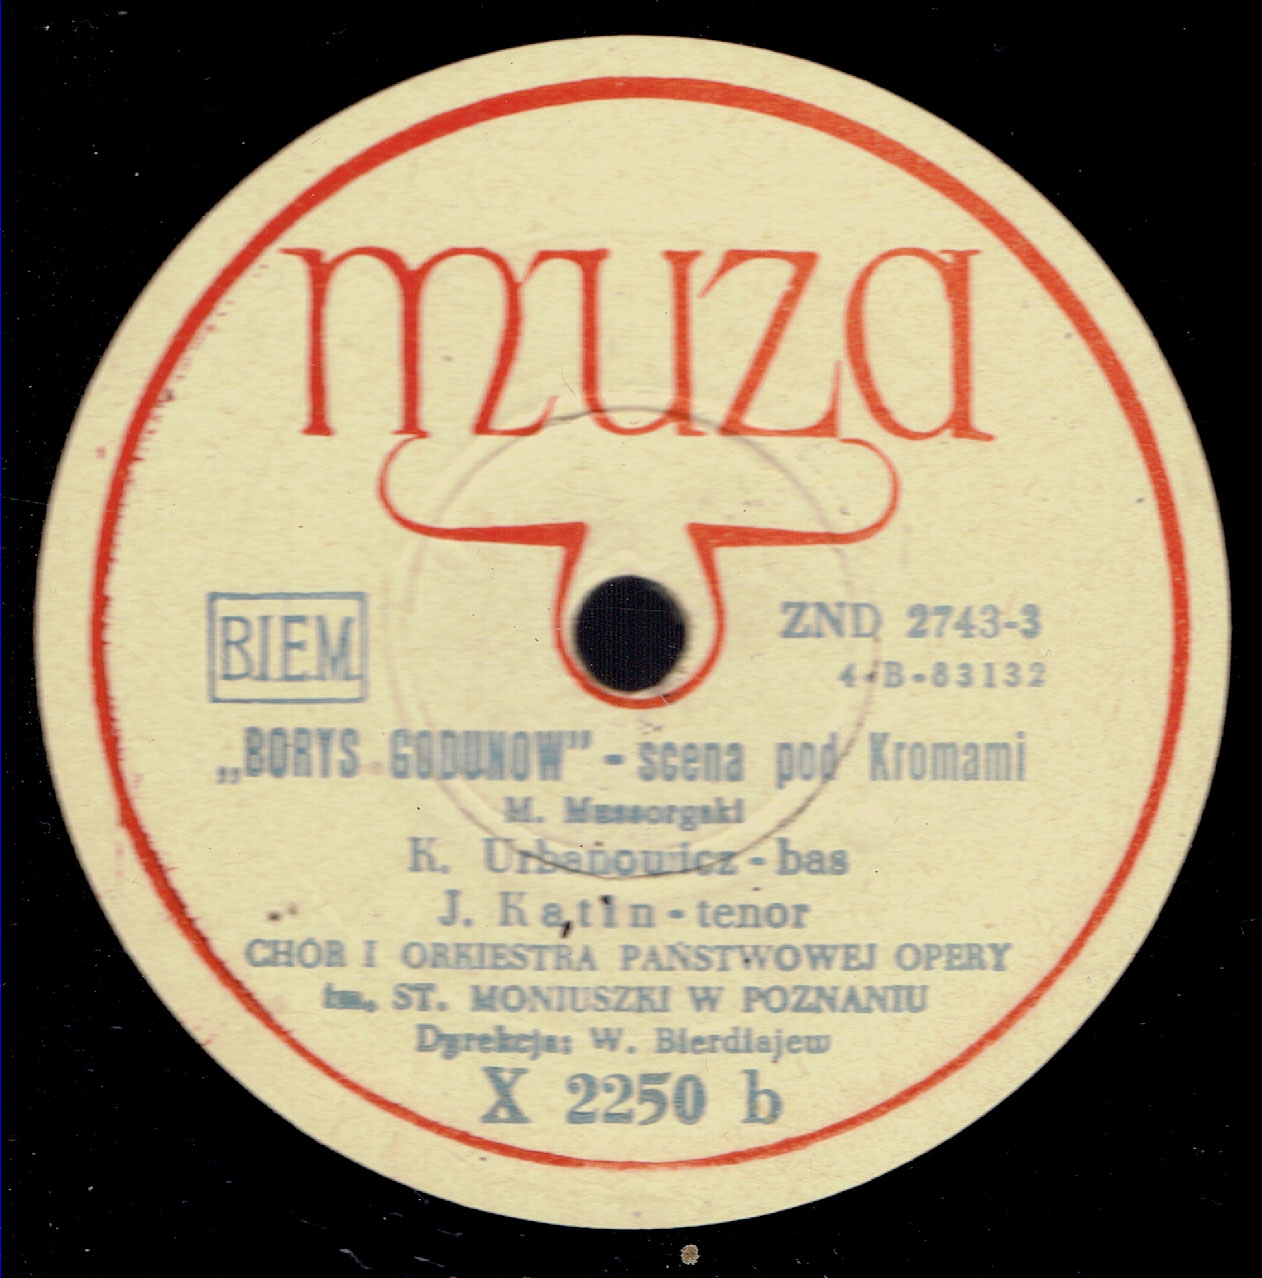 muza
BIEM
ZND 2743-3
4-B-83132
„BORYS GODUNOW” - scena pod Kromami
M. Mussorgski
K. Urbanowicz - bas
J. Katin - tenor
CHÓR I ORKIESTRA PAŃSTWOWEJ OPERY
im. ST. MONIUSZKI W POZNANIU
Dyrekcja: W. Bierdiajew
X 2250 b